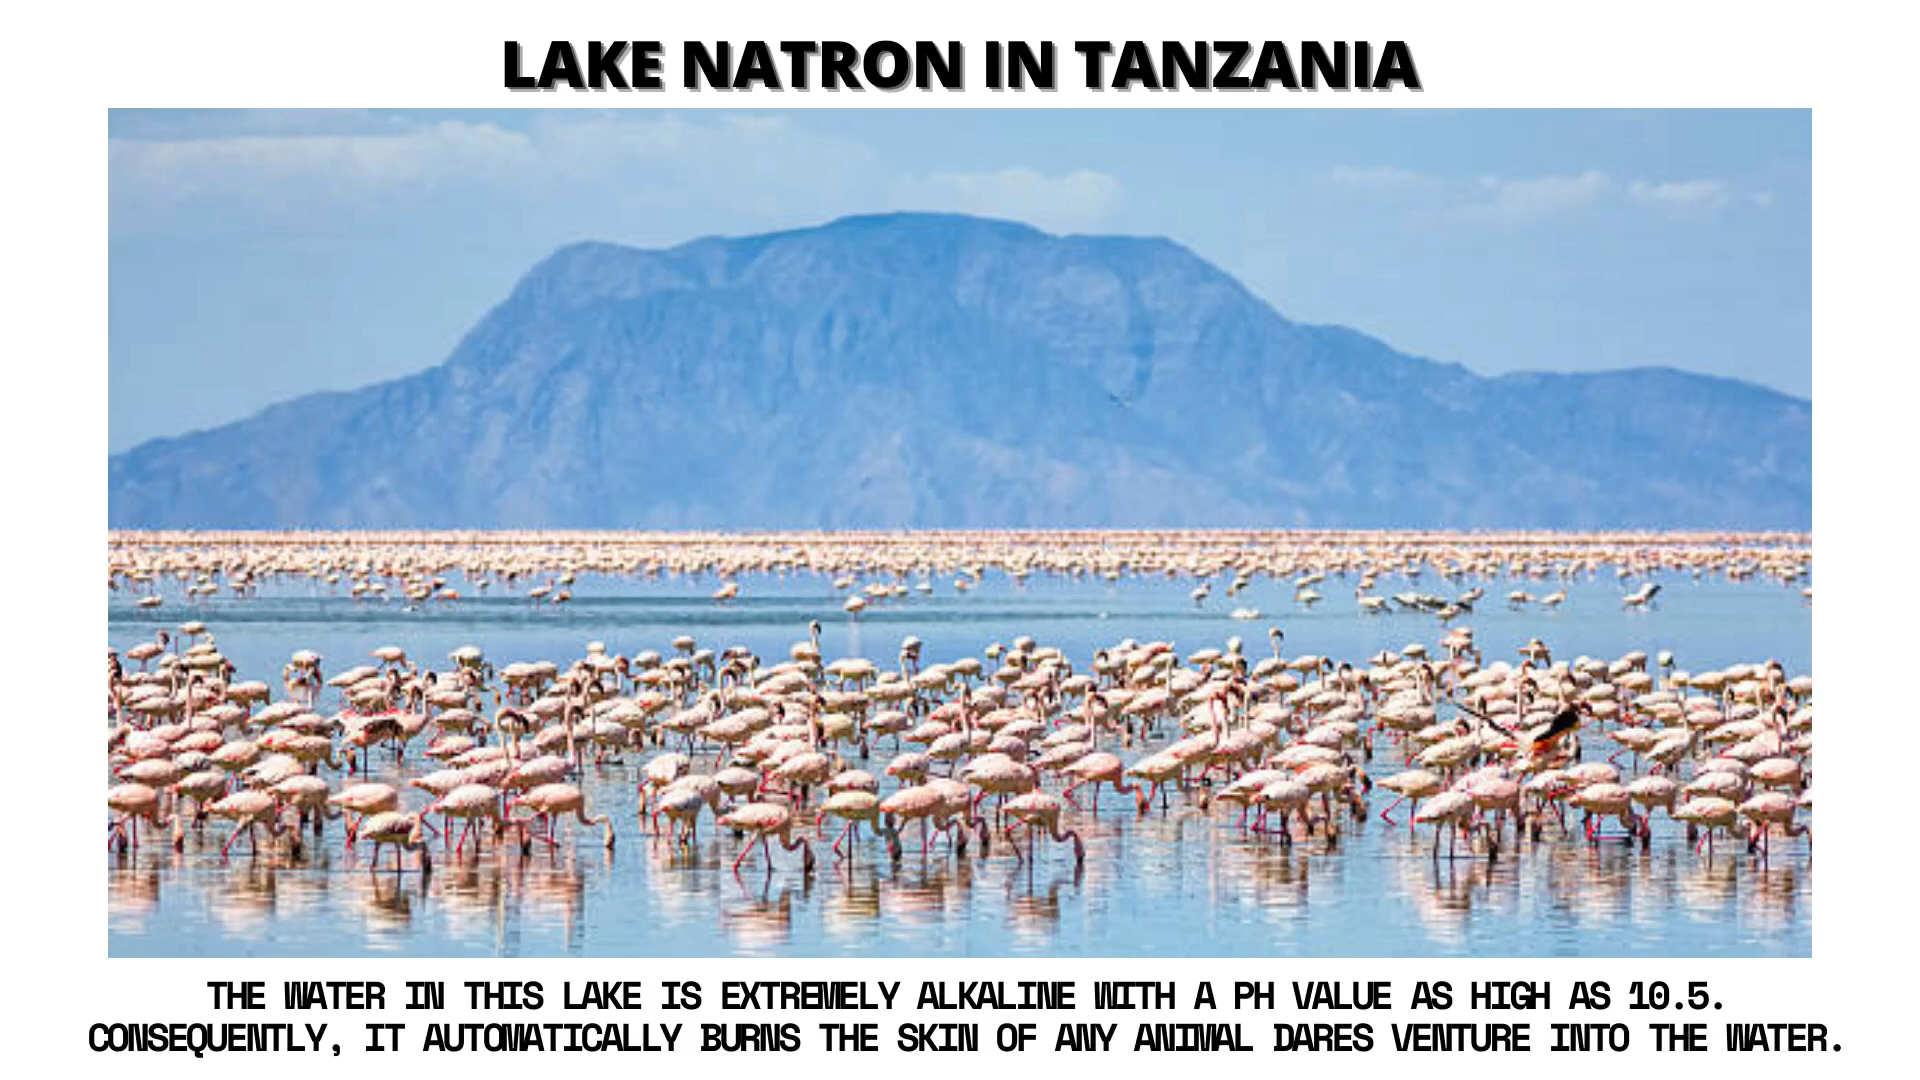 LAKE NATRON IN TANZANIA
THE WATER IN THIS LAKE IS EXTREMELY ALKALINE WITH A PH VALUE AS HIGH AS 10.5.
CONSEQUENTLY, IT AUTOMATICALLY BURNS THE SKIN OF ANY ANIMAL DARES VENTURE INTO THE WATER.